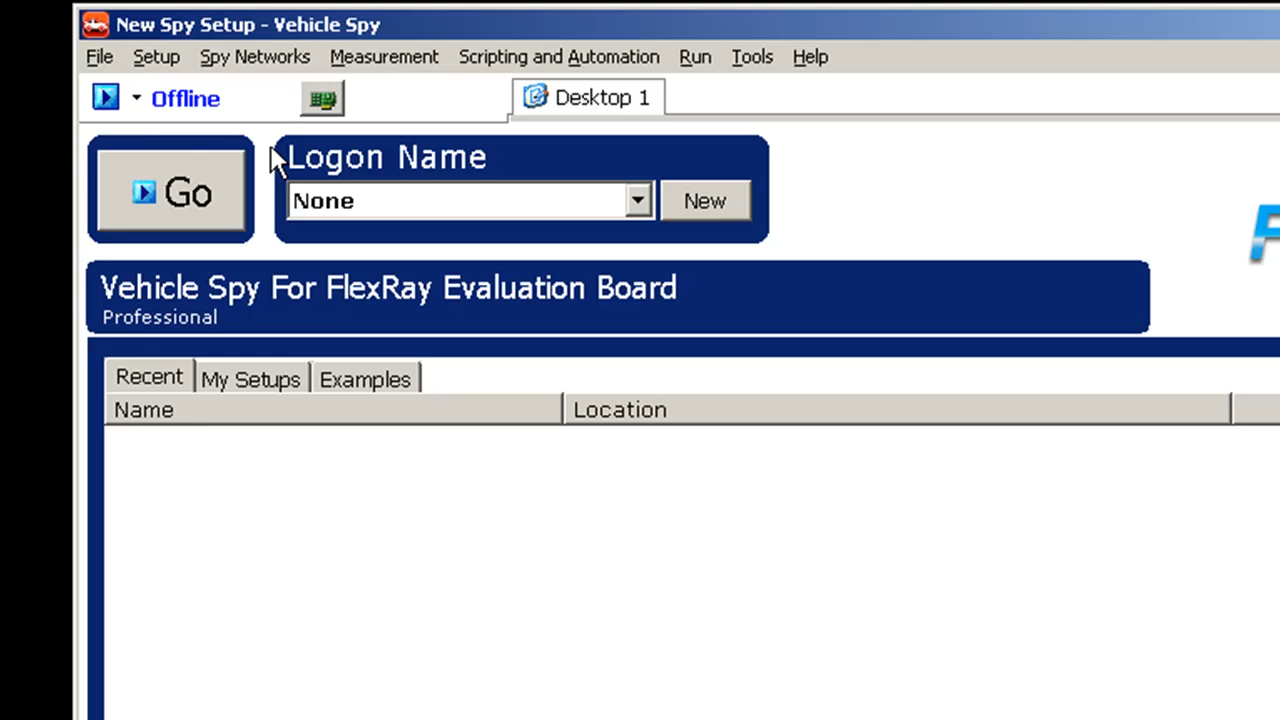 New Spy Setup - Vehicle Spy
File Setup Spy Networks Measurement Scripting and Automation Run Tools Help
Offline Desktop 1
Go
Logon Name
None New
Vehicle Spy For FlexRay Evaluation Board
Professional
Recent My Setups Examples
Name Location